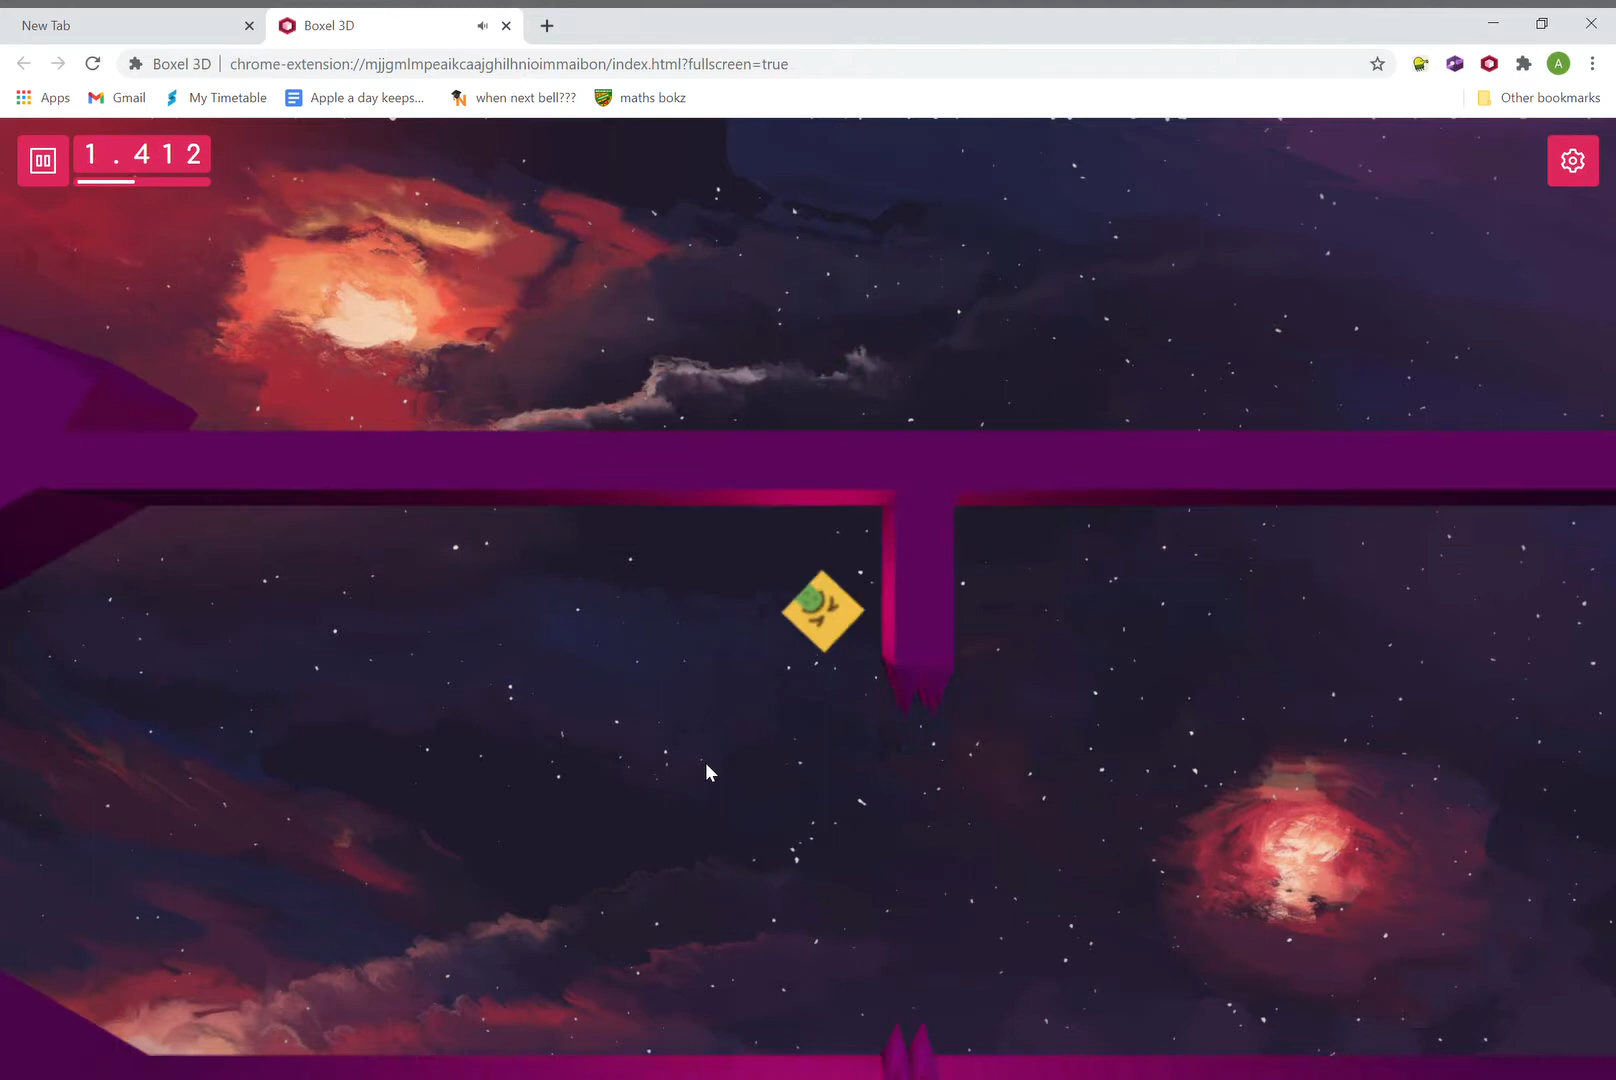 New Tab
Boxel 3D
Boxel 3D
chrome-extension://mjjgmlmpeaikcaajghilhnioimmaibon/index.html?fullscreen=true
A
Apps
Gmail
My Timetable
Apple a day keeps...
when next bell???
maths bokz
Other bookmarks
1.412